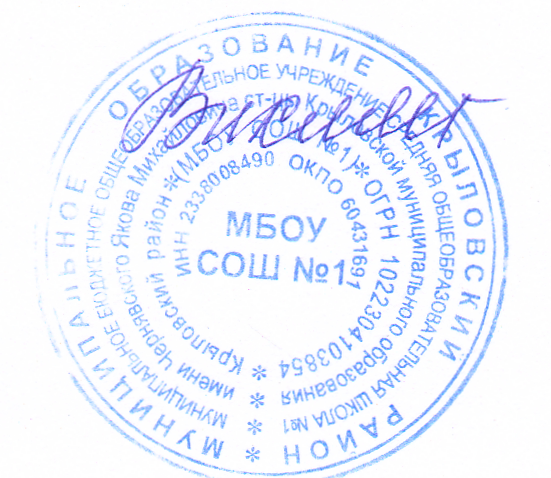 МУНИЦИПАЛЬНОЕ ОБРАЗОВАНИЕ КРЫЛОВСКИЙ РАЙОН
МУНИЦИПАЛЬНОЕ БЮДЖЕТНОЕ ОБЩЕОБРАЗОВАТЕЛЬНОЕ УЧРЕЖДЕНИЕ СРЕДНЯЯ ОБЩЕОБРАЗОВАТЕЛЬНАЯ ШКОЛА №1
имени Чернявского Якова Михайловича ст-цы Крыловской муниципального образования
Крыловский район * (МБОУ СОШ №1) * ОГРН 1022304103854
ИНН 2338008490 ОКПО 60431691
МБОУ
СОШ №1